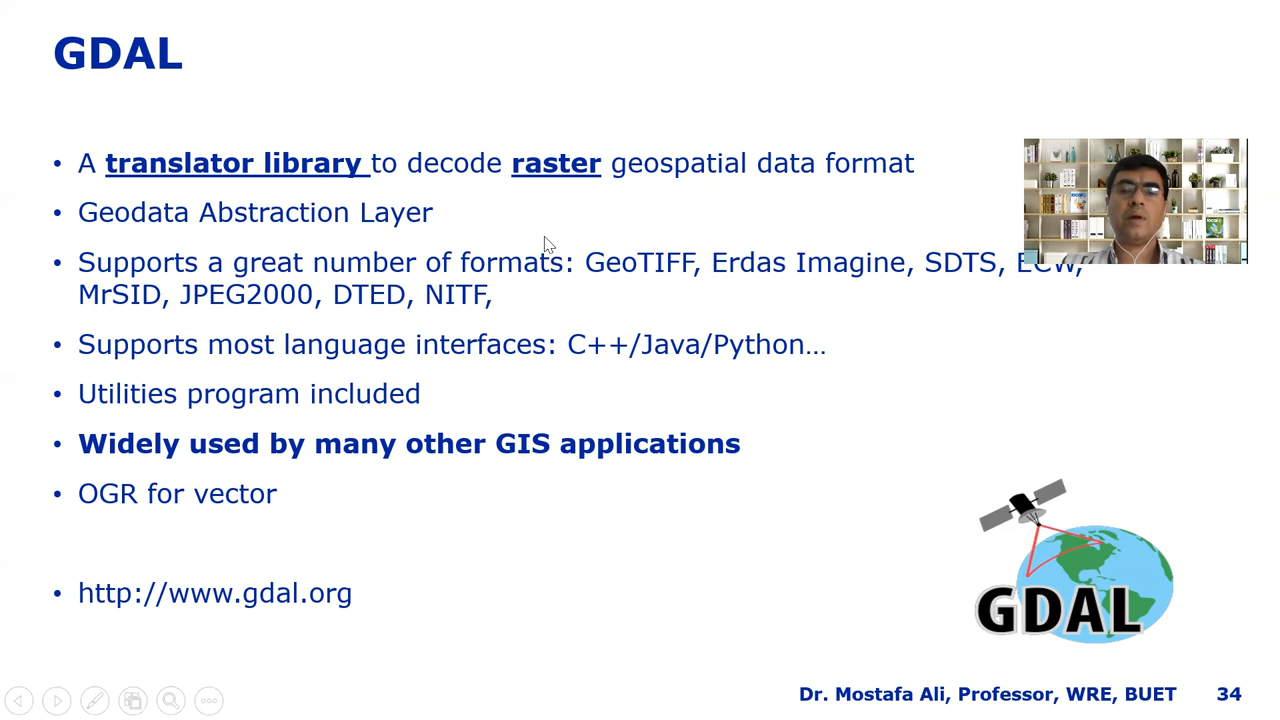 GDAL
• A translator library to decode raster geospatial data format
• Geodata Abstraction Layer
• Supports a great number of formats: GeoTIFF, Erdas Imagine, SDTS, ECW,
MrSID, JPEG2000, DTED, NITF,
• Supports most language interfaces: C++/Java/Python…
• Utilities program included
• Widely used by many other GIS applications
• OGR for vector
• http://www.gdal.org
GDAL
Dr. Mostafa Ali, Professor, WRE, BUET 34